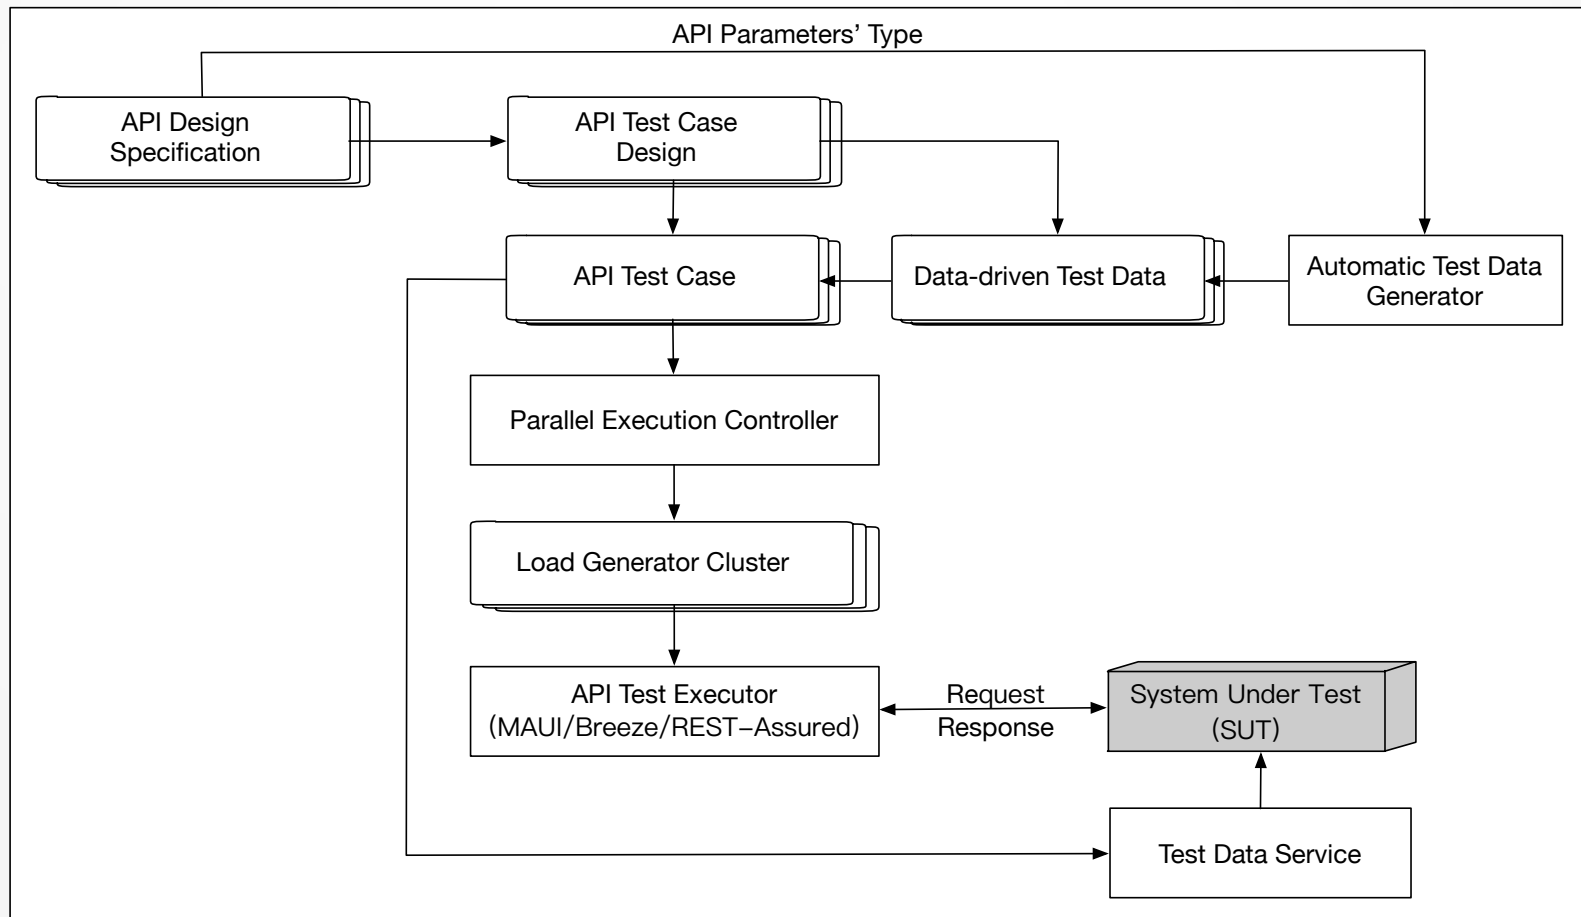 API Parameters’ Type
API Design
Specification
API Test Case
Design
API Test Case
Data-driven Test Data
Automatic Test Data
Generator
Parallel Execution Controller
Load Generator Cluster
API Test Executor
(MAUI/Breeze/REST–Assured)
Request
Response
System Under Test
(SUT)
Test Data Service